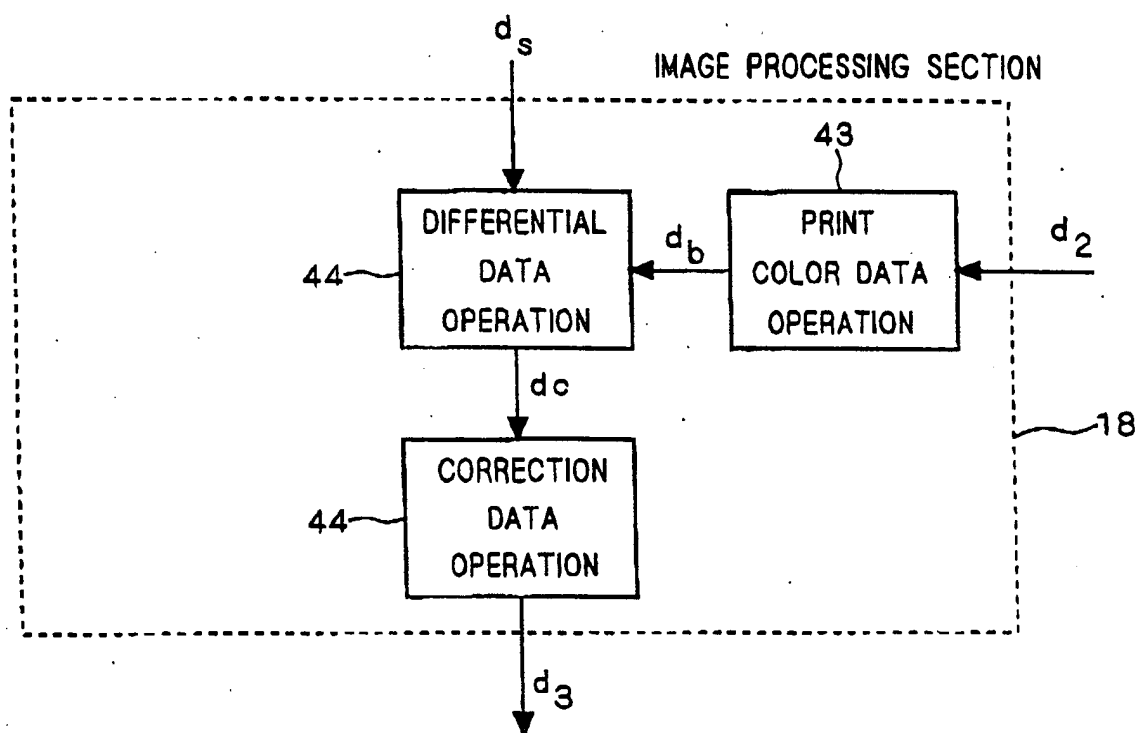 d_s
IMAGE PROCESSING SECTION
43
DIFFERENTIAL
DATA
OPERATION
44
d_b
PRINT
COLOR DATA
OPERATION
d_2
dc
18
CORRECTION
DATA
OPERATION
44
d_3